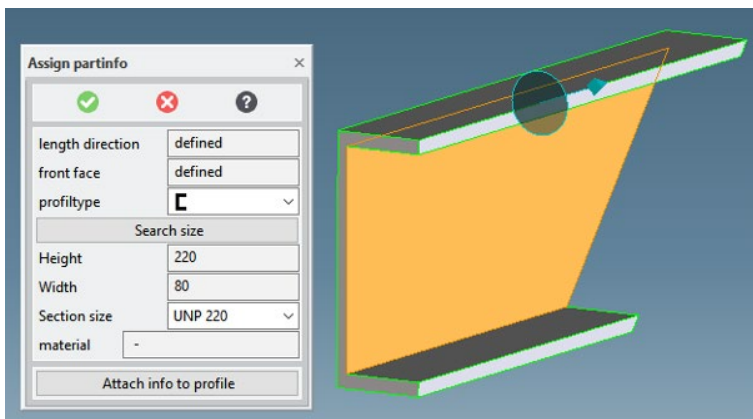 Assign partinfo
length direction defined
front face defined
profiltype
Search size
Height 220
Width 80
Section size UNP 220
material -
Attach info to profile